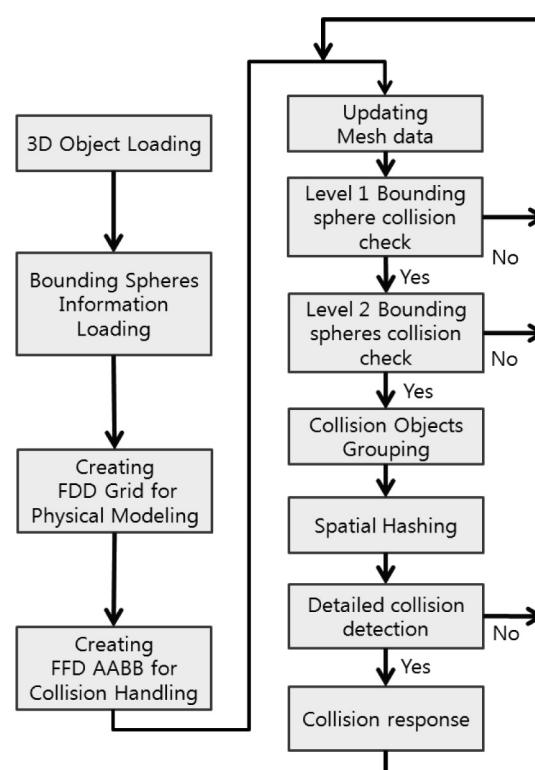 3D Object Loading
Bounding Spheres
Information
Loading
Creating
FDD Grid for
Physical Modeling
Creating
FFD AABB for
Collision Handling
Updating
Mesh data
Level 1 Bounding
sphere collision
check
No
Yes
Level 2 Bounding
spheres collision
check
No
Yes
Collision Objects
Grouping
Spatial Hashing
Detailed collision
detection
No
Yes
Collision response